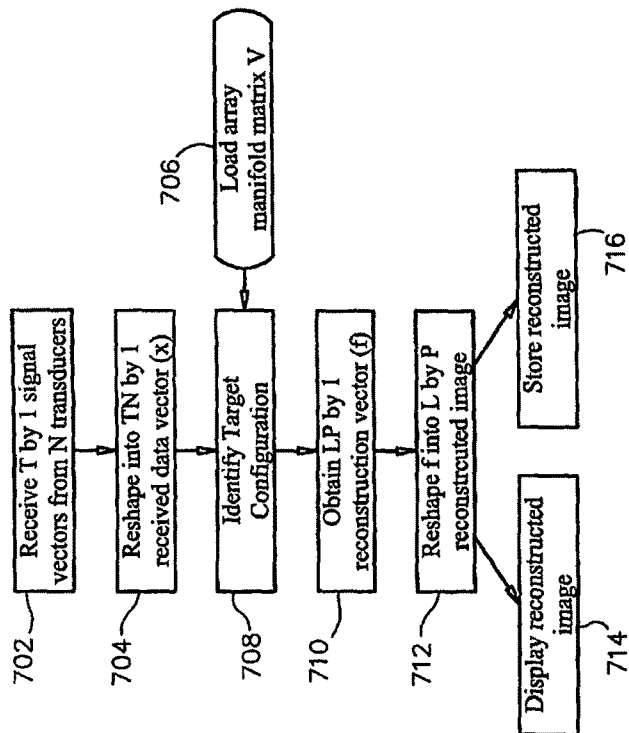 702
Receive T by 1 signal
vectors from N transducers
704
Reshape into TN by 1
received data vector (x)
706
Load array
manifold matrix V
708
Identify Target
Configuration
710
Obtain LP by 1
reconstruction vector (f)
712
Reshape f into L by P
reconstrcuted image
714
Display reconstructed
image
716
Store reconstructed
image